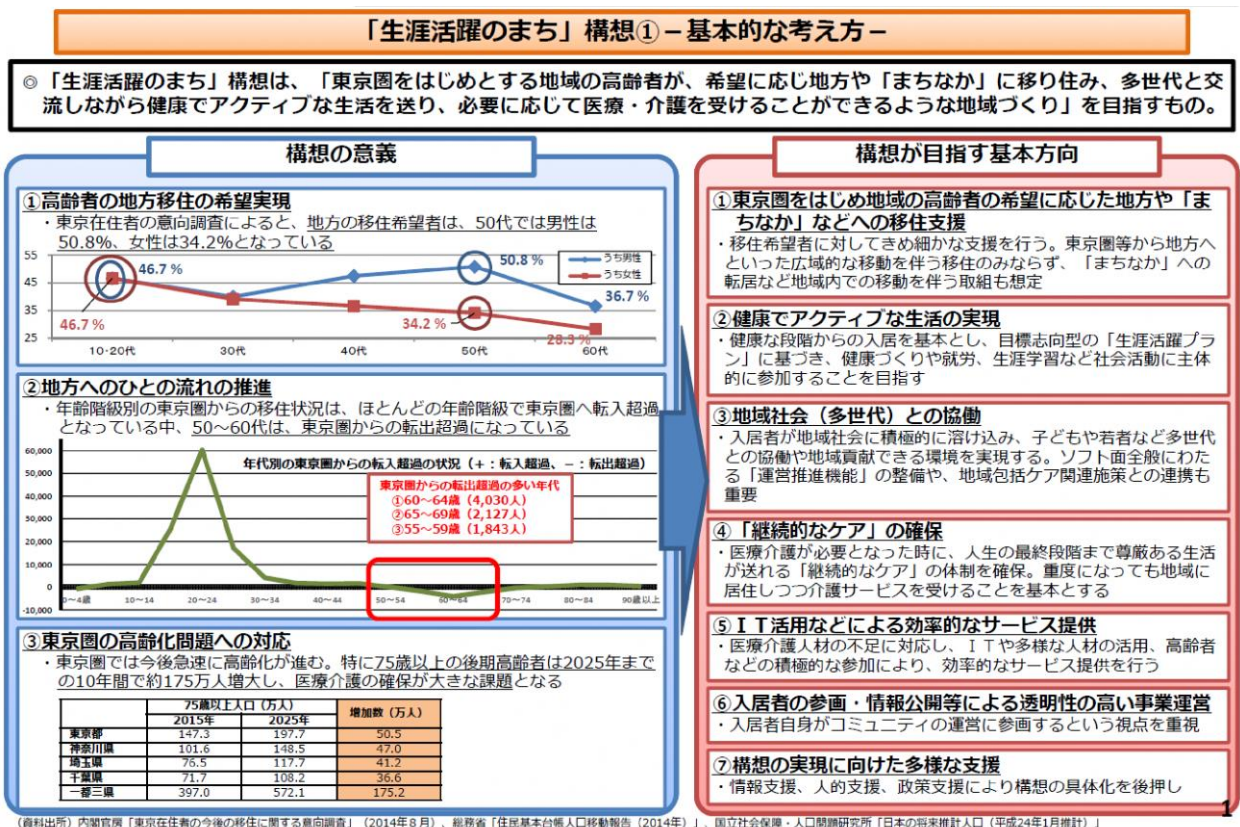 「生涯活躍のまち」構想①－基本的な考え方－
◎「生涯活躍のまち」構想は、「東京圏をはじめとする地域の高齢者が、希望に応じ地方や「まちなか」に移り住み、多世代と交
流しながら健康でアクティブな生活を送り、必要に応じて医療・介護を受けることができるような地域づくり」を目指すもの。
構想の意義
①高齢者の地方移住の希望実現
・東京在住者の意向調査によると、地方の移住希望者は、50代では男性は
50.8%、女性は34.2%となっている
55
45
35
25
46.7 %
46.7 %
50.8 %
34.2 %
36.7 %
28.3 %
うち男性
うち女性
10･20代 30代 40代 50代 60代
②地方へのひとの流れの推進
・年齢階級別の東京圏からの移住状況は、ほとんどの年齢階級で東京圏へ転入超過
となっている中、50～60代は、東京圏からの転出超過になっている
年代別の東京圏からの転入超過の状況（+：転入超過、－：転出超過）
東京圏からの転出超過の多い年代
①60～64歳（4,030人）
②65～69歳（2,127人）
③55～59歳（1,843人）
60,000
50,000
40,000
30,000
20,000
10,000
0
-10,000
0～4歳 10～14 20～24 30～34 40～44 50～54 60～64 70～74 80～84 90歳以上
③東京圏の高齢化問題への対応
・東京圏では今後急速に高齢化が進む。特に75歳以上の後期高齢者は2025年まで
の10年間で約175万人増大し、医療介護の確保が大きな課題となる
75歳以上人口（万人） 増加数（万人）
2015年 2025年
東京都 147.3 197.7 50.5
神奈川県 101.6 148.5 47.0
埼玉県 76.5 117.7 41.2
千葉県 71.7 108.2 36.6
一都三県 397.0 572.1 175.2
構想が目指す基本方向
①東京圏をはじめ地域の高齢者の希望に応じた地方や「ま
ちなか」などへの移住支援
・移住希望者に対してきめ細かな支援を行う。東京圏等から地方へ
といった広域的な移動を伴う移住のみならず、「まちなか」への
転居など地域内での移動を伴う取組も想定
②健康でアクティブな生活の実現
・健康な段階からの入居を基本とし、目標志向型の「生涯活躍プラ
ン」に基づき、健康づくりや就労、生涯学習など社会活動に主体
的に参加することを目指す
③地域社会（多世代）との協働
・入居者が地域社会に積極的に溶け込み、子どもや若者など多世代
との協働や地域貢献できる環境を実現する。ソフト面全般にわた
る「運営推進機能」の整備や、地域包括ケア関連施策との連携も
重要
④「継続的なケア」の確保
・医療介護が必要となった時に、人生の最終段階まで尊厳ある生活
が送れる「継続的なケア」の体制を確保。重度になっても地域に
居住しつつ介護サービスを受けることを基本とする
⑤ＩＴ活用などによる効率的なサービス提供
・医療介護人材の不足に対応し、ＩＴや多様な人材の活用、高齢者
などの積極的な参加により、効率的なサービス提供を行う
⑥入居者の参画・情報公開等による透明性の高い事業運営
・入居者自身がコミュニティの運営に参画するという視点を重視
⑦構想の実現に向けた多様な支援
・情報支援、人的支援、政策支援により構想の具体化を後押し
1
（資料出所）内閣官房「東京在住者の今後の移住に関する意向調査」（2014年８月）、総務省「住民基本台帳人口移動報告（2014年）」、国立社会保障・人口問題研究所「日本の将来推計人口（平成24年1月推計）」